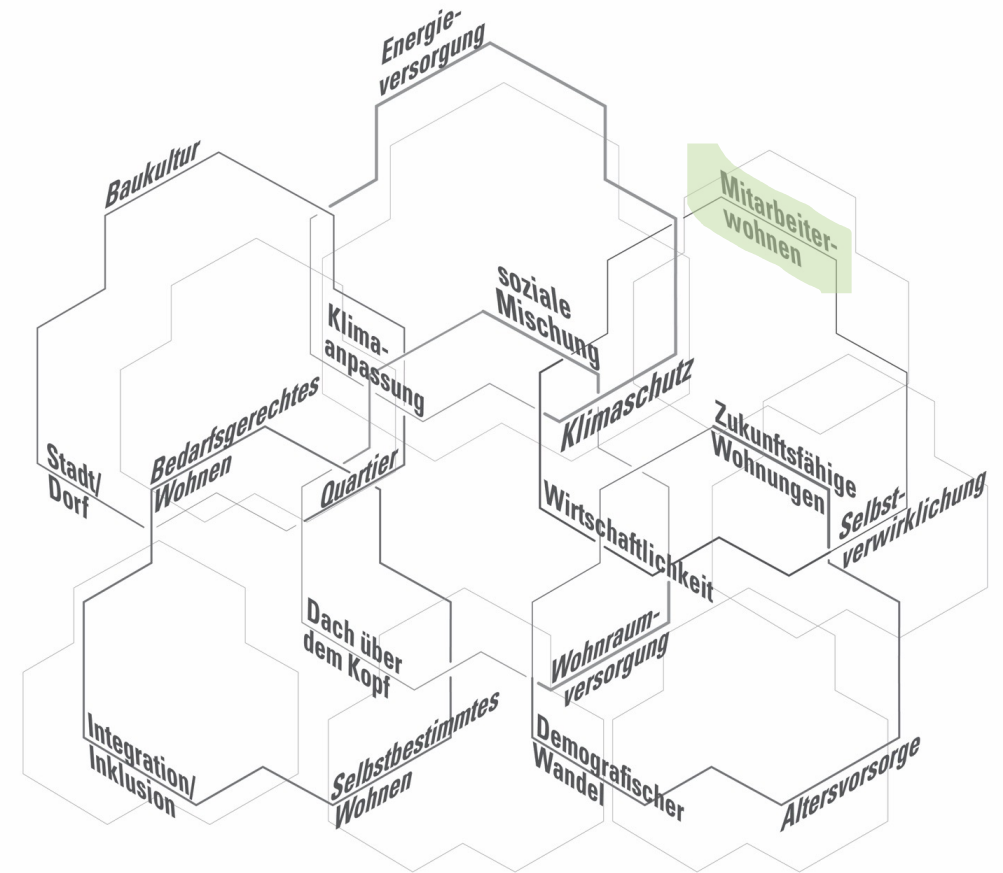 Energie-
versorgung
Baukultur
Mitarbeiter-
wohnen
soziale
Mischung
Klima-
anpassung
Klimaschutz
Bedarfsgerechtes
Wohnen
Zukunftsfähige
Wohnungen
Stadt/
Dorf
Quartier
Selbst-
verwirklichung
Wirtschaftlichkeit
Dach über
dem Kopf
Wohnraum-
versorgung
Integration/
Inklusion
Selbstbestimmtes
Wohnen
Demografischer
Wandel
Altersvorsorge